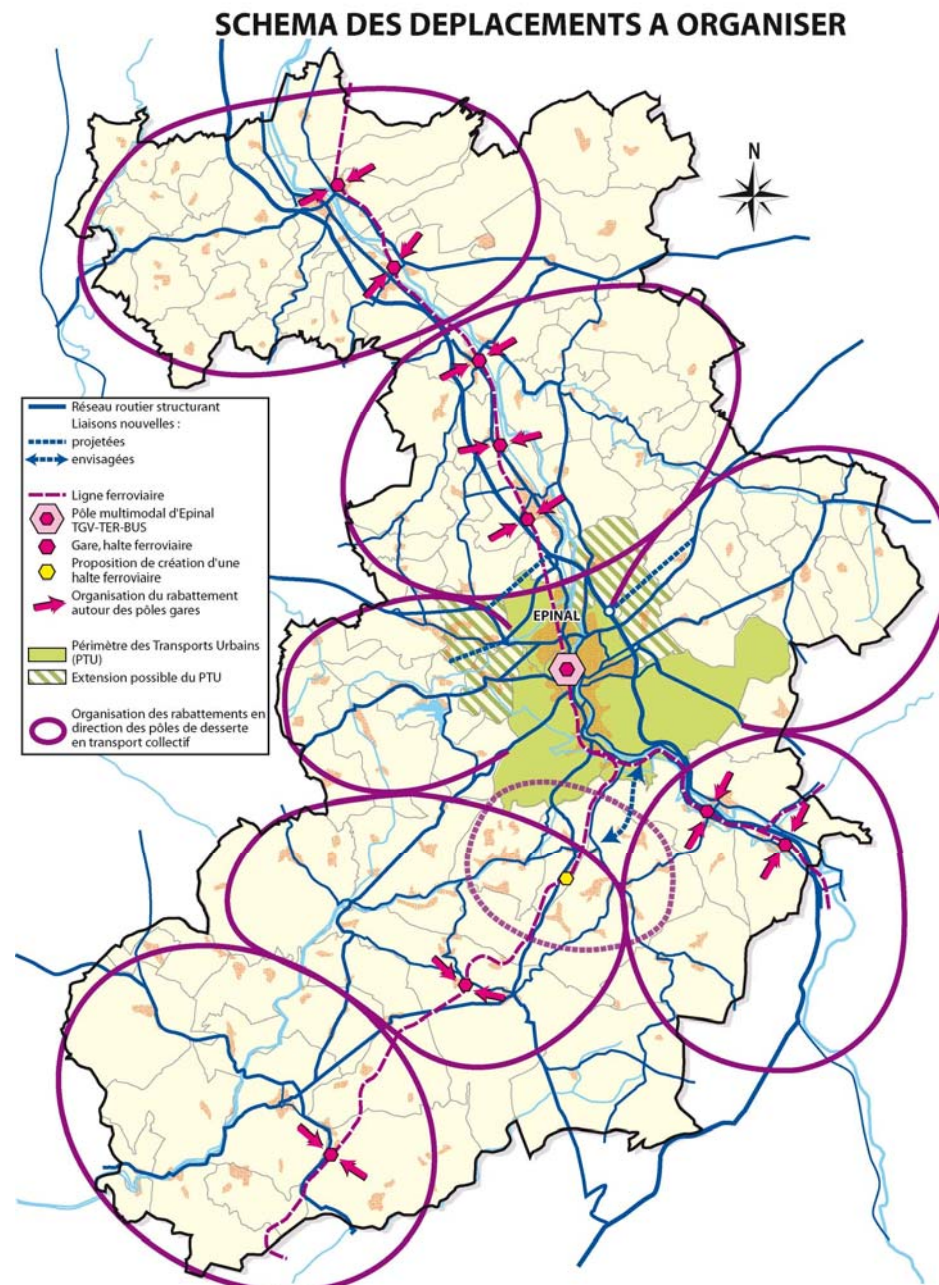 SCHEMA DES DEPLACEMENTS A ORGANISER
N
Réseau routier structurant
Liaisons nouvelles :
projetées
envisagées
Ligne ferroviaire
Pôle multimodal d'Epinal
TGV-TER-BUS
Gare, halte ferroviaire
Proposition de création d'une
halte ferroviaire
Organisation du rabattement
autour des pôles gares
Périmètre des Transports Urbains
(PTU)
Extension possible du PTU
Organisation des rabattements en
direction des pôles de desserte
en transport collectif
EPINAL